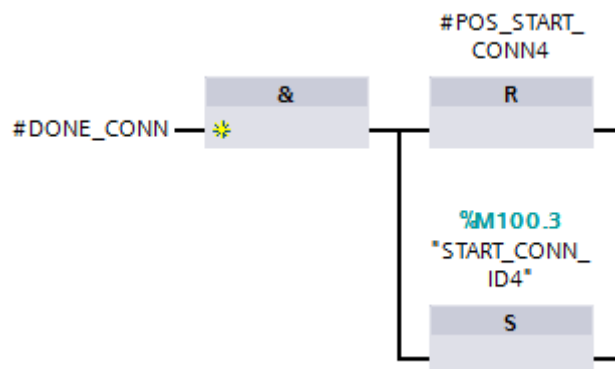 #POS_START_
CONN4
&
R
#DONE_CONN
%M100.3
"START_CONN_
ID4"
S